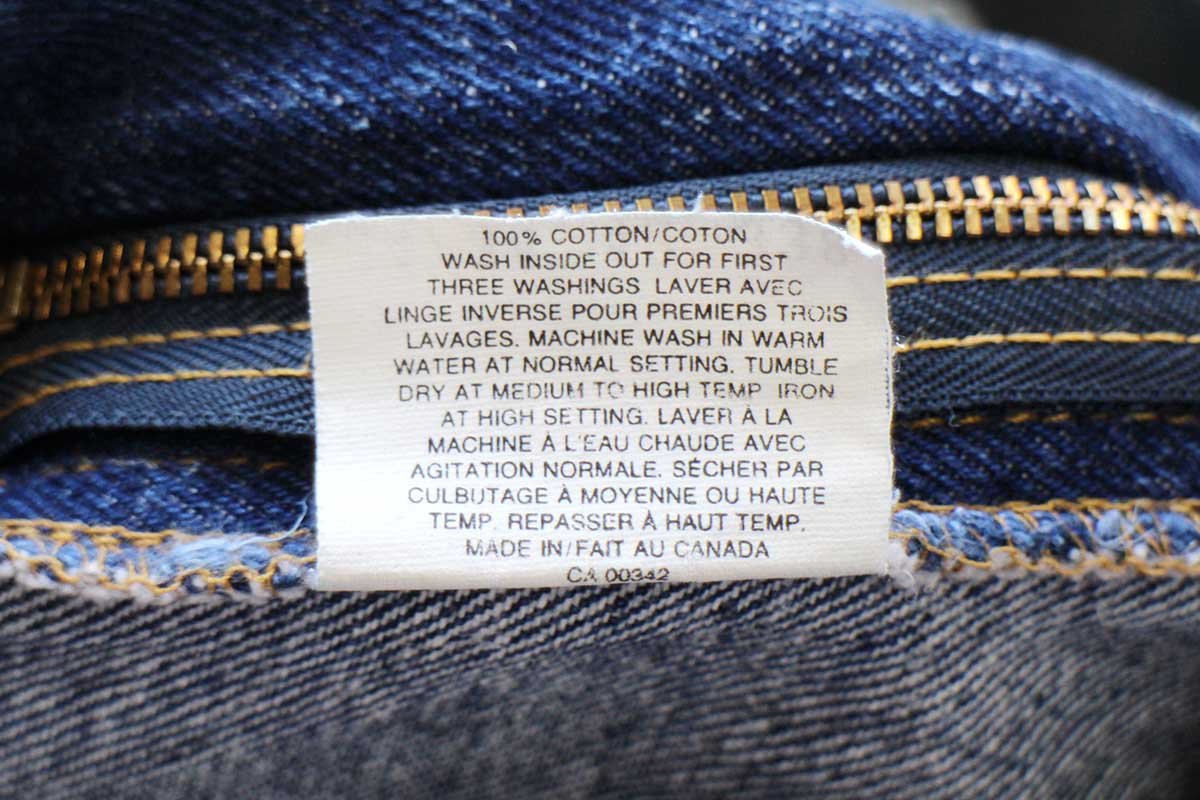 100% COTTON/COTON
WASH INSIDE OUT FOR FIRST
THREE WASHINGS LAVER AVEC
LINGE INVERSE POUR PREMIERS TROIS
LAVAGES. MACHINE WASH IN WARM
WATER AT NORMAL SETTING. TUMBLE
DRY AT MEDIUM TO HIGH TEMP IRON
AT HIGH SETTING. LAVER À LA
MACHINE À L'EAU CHAUDE AVEC
AGITATION NORMALE. SÉCHER PAR
CULBUTAGE À MOYENNE OU HAUTE
TEMP. REPASSER À HAUT TEMP.
MADE IN/FAIT AU CANADA
CA 00342